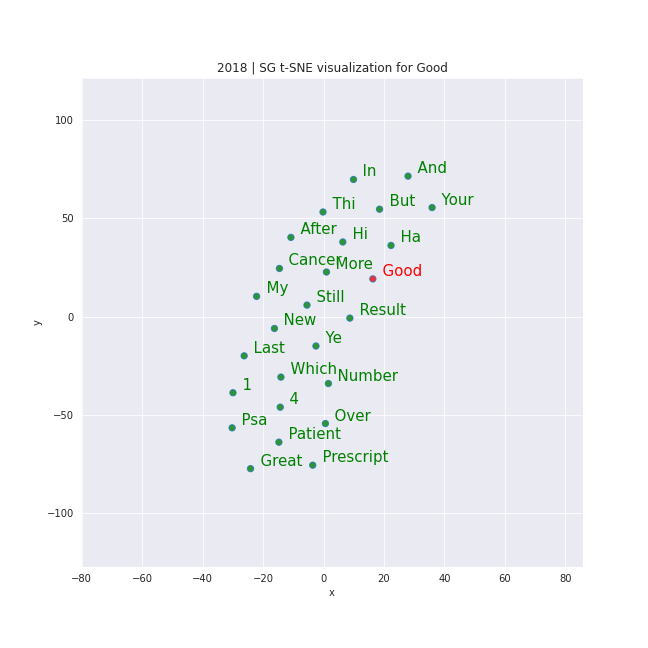 2018 | SG t-SNE visualization for Good
100
50
0
−50
−100
y
In
And
Thi
But
Your
After
Hi
Ha
Cancer
More
Good
My
Still
Result
New
Ye
Last
Which
Number
1
4
Psa
Over
Patient
Great
Prescript
−80
−60
−40
−20
0
20
40
60
80
x